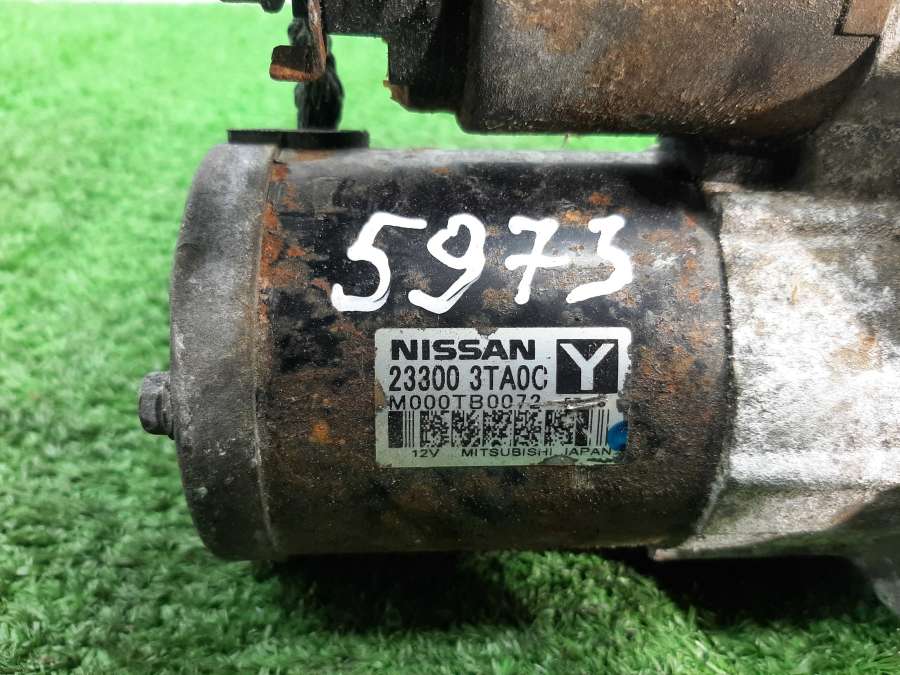 5973
NISSAN Y
23300 3TA0C
M000TB0072
12V MITSUBISHI JAPAN